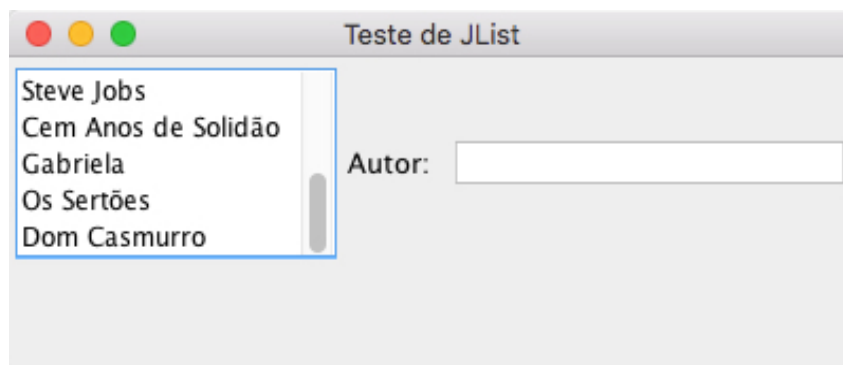 Teste de JList
Steve Jobs
Cem Anos de Solidão
Gabriela
Os Sertões
Dom Casmurro
Autor: